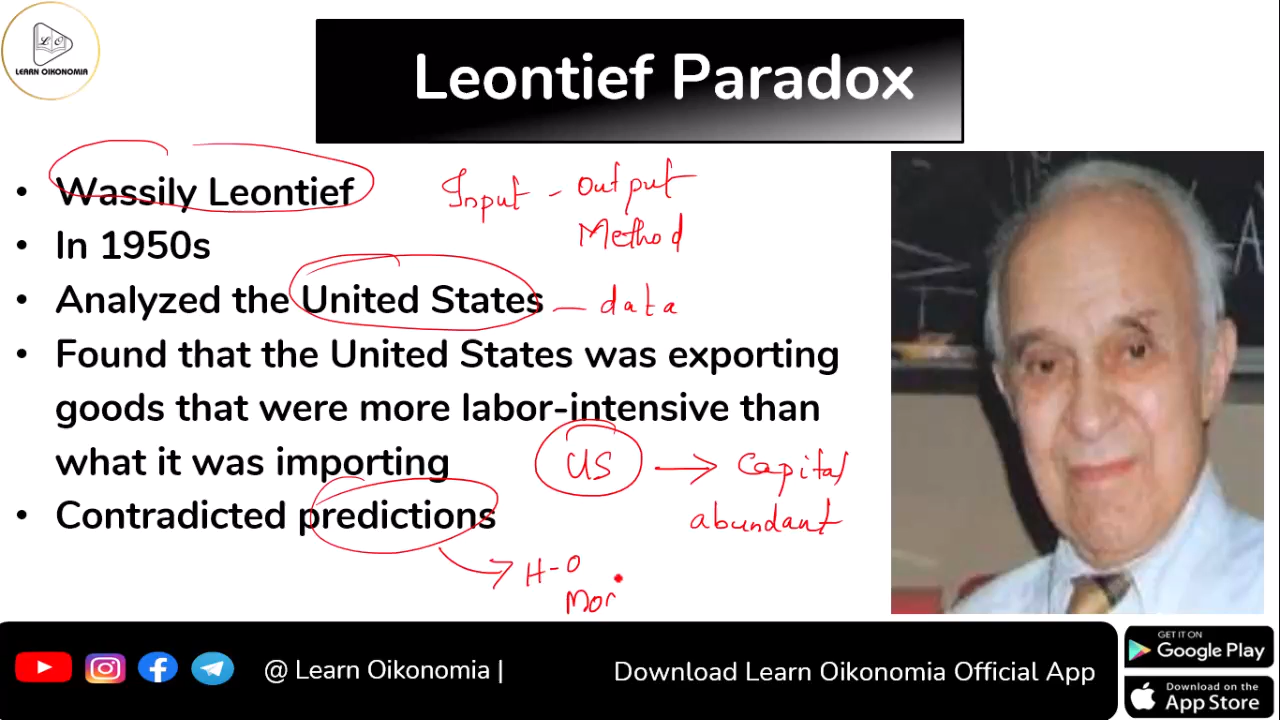 LO
LEARN OIKONOMIA
Leontief Paradox
• Wassily Leontief
Input - Output
Method
• In 1950s
• Analyzed the United States — data
• Found that the United States was exporting
goods that were more labor-intensive than
what it was importing
US → Capital
abundant
• Contradicted predictions
→ H-O
Mor
-A
@ Learn Oikonomia |
Download Learn Oikonomia Official App
GET IT ON
Google Play
Download on the
App Store